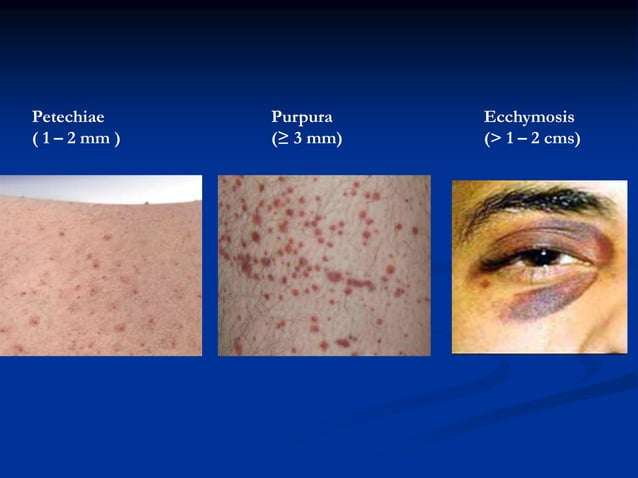 Petechiae
( 1 – 2 mm )
Purpura
(≥ 3 mm)
Ecchymosis
(> 1 – 2 cms)